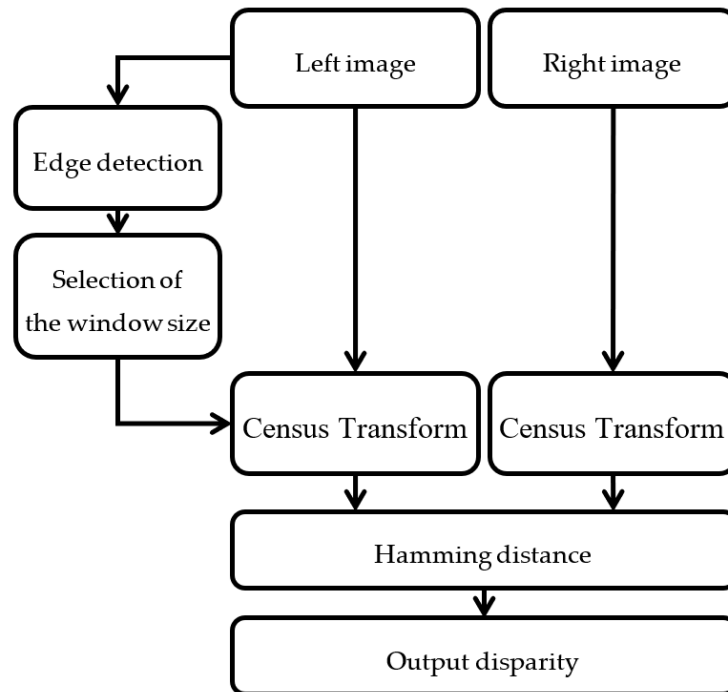 Left image
Right image
Edge detection
Selection of
the window size
Census Transform
Census Transform
Hamming distance
Output disparity